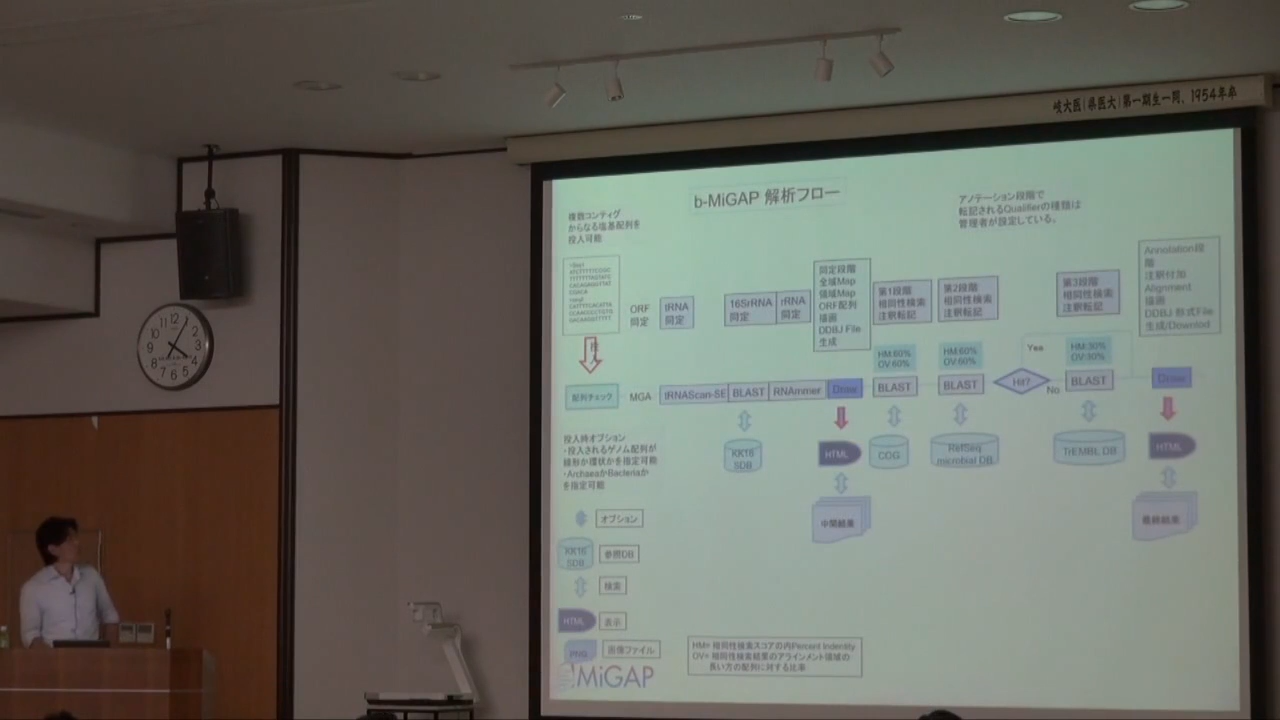 岐大医(県医大)第一期生一同、1954年卒
b-MiGAP 解析フロー
複数コンティグ
からなる塩基配列を
投入可能
アノテーション段階で
転記されるQualifierの種類は
管理者が設定している。
ORF
同定
tRNA
同定
16SrRNA
同定
rRNA
同定
同定段階
全域Map
領域Map
ORF配列
描画
DDBJ File
生成
第1段階
相同性検索
注釈転記
第2段階
相同性検索
注釈転記
第3段階
相同性検索
注釈転記
Annotation段
階
注釈付加
Alignment
描画
DDBJ 形式File
生成/Downlod
HM:60%
OV:60%
HM:60%
OV:60%
Yes
HM:30%
OV:30%
配列チェック
MGA
tRNAScan-SE
BLAST
RNAmmer
Draw
BLAST
BLAST
Hit?
No
BLAST
Draw
KK16
SDB
HTML
COG
RefSeq
microbial DB
TrEMBL DB
HTML
中間結果
最終結果
投入時オプション
・投入されるゲノム配列が
線形か環状かを指定可能
・ArchaeaかBacteriaか
を指定可能
オプション
KK16
SDB
参照DB
検索
HTML
表示
PNG
画像ファイル
MiGAP
HM= 相同性検索スコアの内Percent Indentity
OV= 相同性検索結果のアラインメント領域の
長い方の配列に対する比率
12
1
2
3
4
5
6
7
8
9
10
11